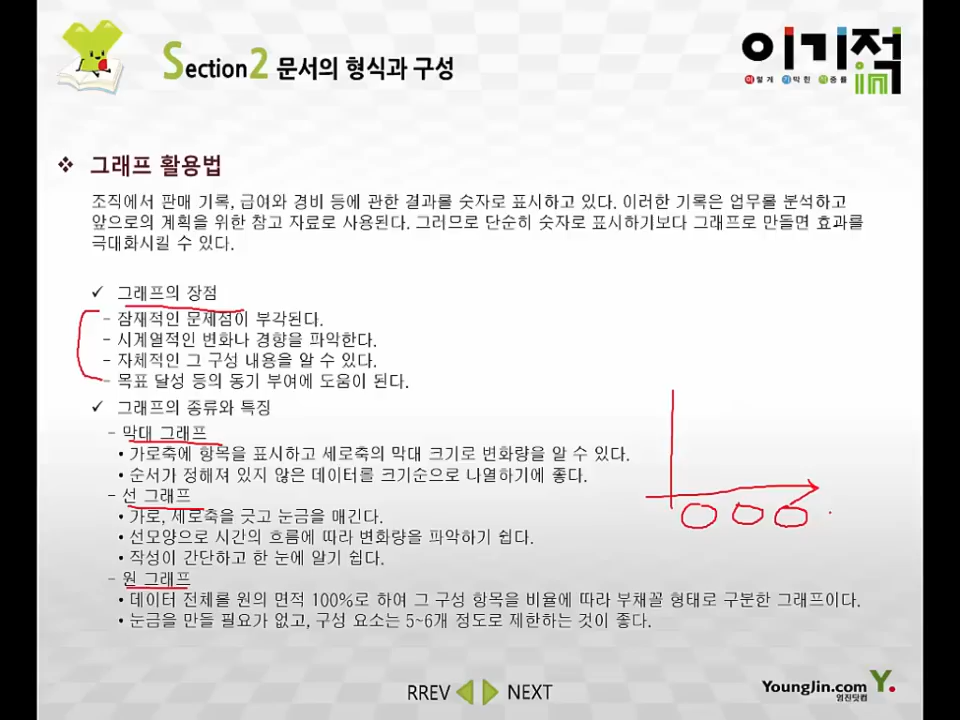 Section2 문서의 형식과 구성
이기적in
이렇게 기막힌 적중률
❖ 그래프 활용법
조직에서 판매 기록, 급여와 경비 등에 관한 결과를 숫자로 표시하고 있다. 이러한 기록은 업무를 분석하고
앞으로의 계획을 위한 참고 자료로 사용된다. 그러므로 단순히 숫자로 표시하기보다 그래프로 만들면 효과를
극대화시킬 수 있다.
✓ 그래프의 장점
- 잠재적인 문제점이 부각된다.
- 시계열적인 변화나 경향을 파악한다.
- 자체적인 그 구성 내용을 알 수 있다.
- 목표 달성 등의 동기 부여에 도움이 된다.
✓ 그래프의 종류와 특징
- 막대 그래프
• 가로축에 항목을 표시하고 세로축의 막대 크기로 변화량을 알 수 있다.
• 순서가 정해져 있지 않은 데이터를 크기순으로 나열하기에 좋다.
- 선 그래프
• 가로, 세로축을 긋고 눈금을 매긴다.
• 선모양으로 시간의 흐름에 따라 변화량을 파악하기 쉽다.
• 작성이 간단하고 한 눈에 알기 쉽다.
- 원 그래프
• 데이터 전체를 원의 면적 100%로 하여 그 구성 항목을 비율에 따라 부채꼴 형태로 구분한 그래프이다.
• 눈금을 만들 필요가 없고, 구성 요소는 5~6개 정도로 제한하는 것이 좋다.
RREV NEXT
YoungJin.com Y.
영진닷컴